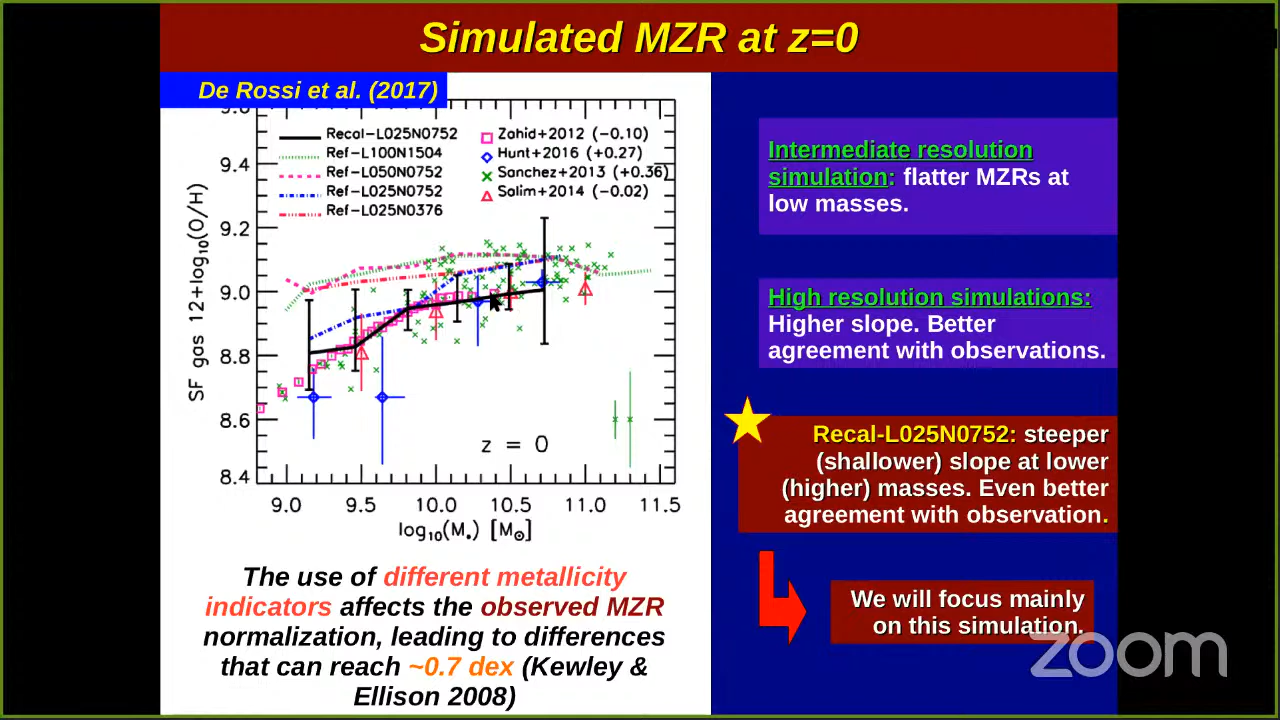 Simulated MZR at z=0
De Rossi et al. (2017)
Recal-L025N0752
Ref-L100N1504
Ref-L050N0752
Ref-L025N0752
Ref-L025N0376
Zahid+2012 (-0.10)
Hunt+2016 (+0.27)
Sanchez+2013 (+0.36)
Salim+2014 (-0.02)
SF gas 12+log₁₀(O/H)
9.4
9.2
9.0
8.8
8.6
8.4
z = 0
9.0 9.5 10.0 10.5 11.0 11.5
log₁₀(M⁎) [M⊙]
The use of different metallicity
indicators affects the observed MZR
normalization, leading to differences
that can reach ~0.7 dex (Kewley &
Ellison 2008)
Intermediate resolution
simulation: flatter MZRs at
low masses.
High resolution simulations:
Higher slope. Better
agreement with observations.
Recal-L025N0752: steeper
(shallower) slope at lower
(higher) masses. Even better
agreement with observation.
We will focus mainly
on this simulation.
zoom